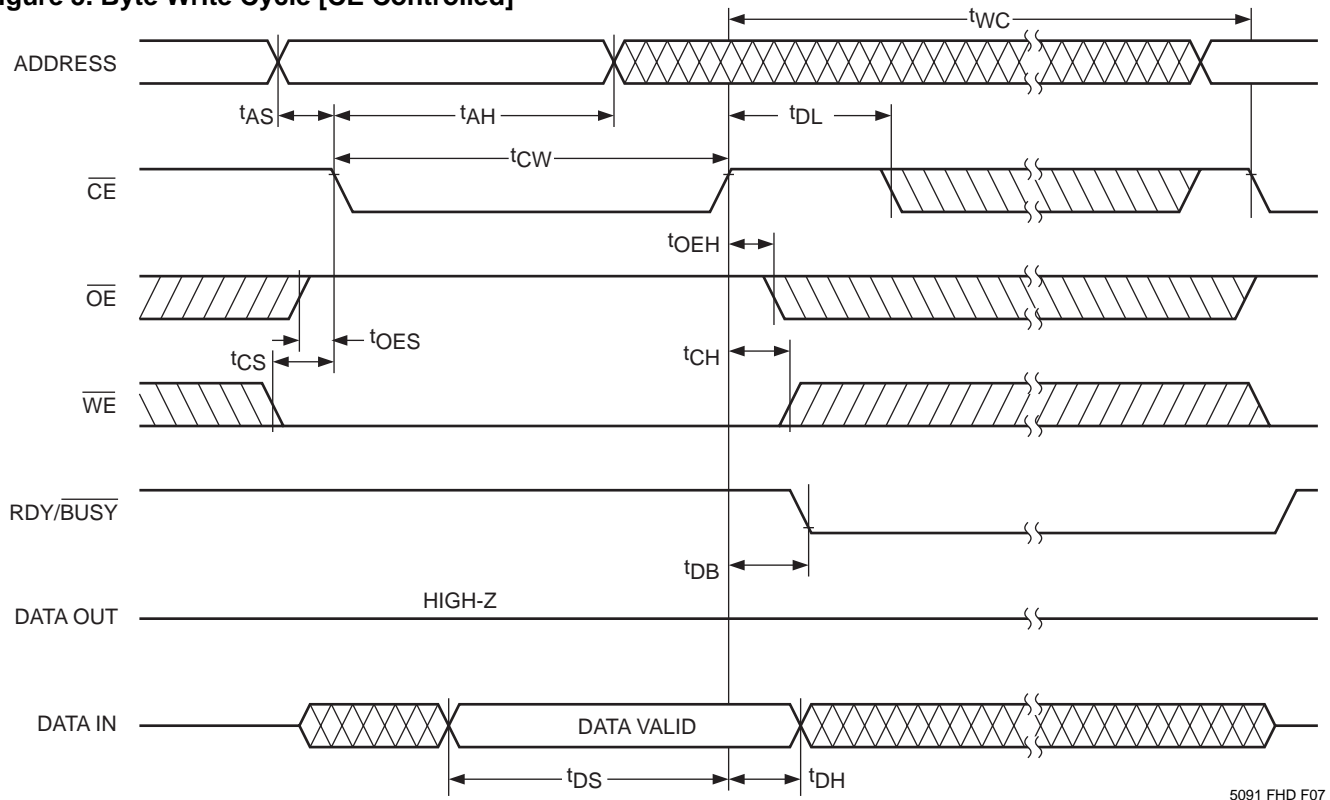 Figure 8. Byte Write Cycle [CE Controlled]
tWC
ADDRESS
tAS
tAH
tDL
tCW
CE
tOEH
OE
tOES
tCS
tCH
WE
RDY/BUSY
tDB
HIGH-Z
DATA OUT
DATA IN
DATA VALID
tDS
tDH
5091 FHD F07